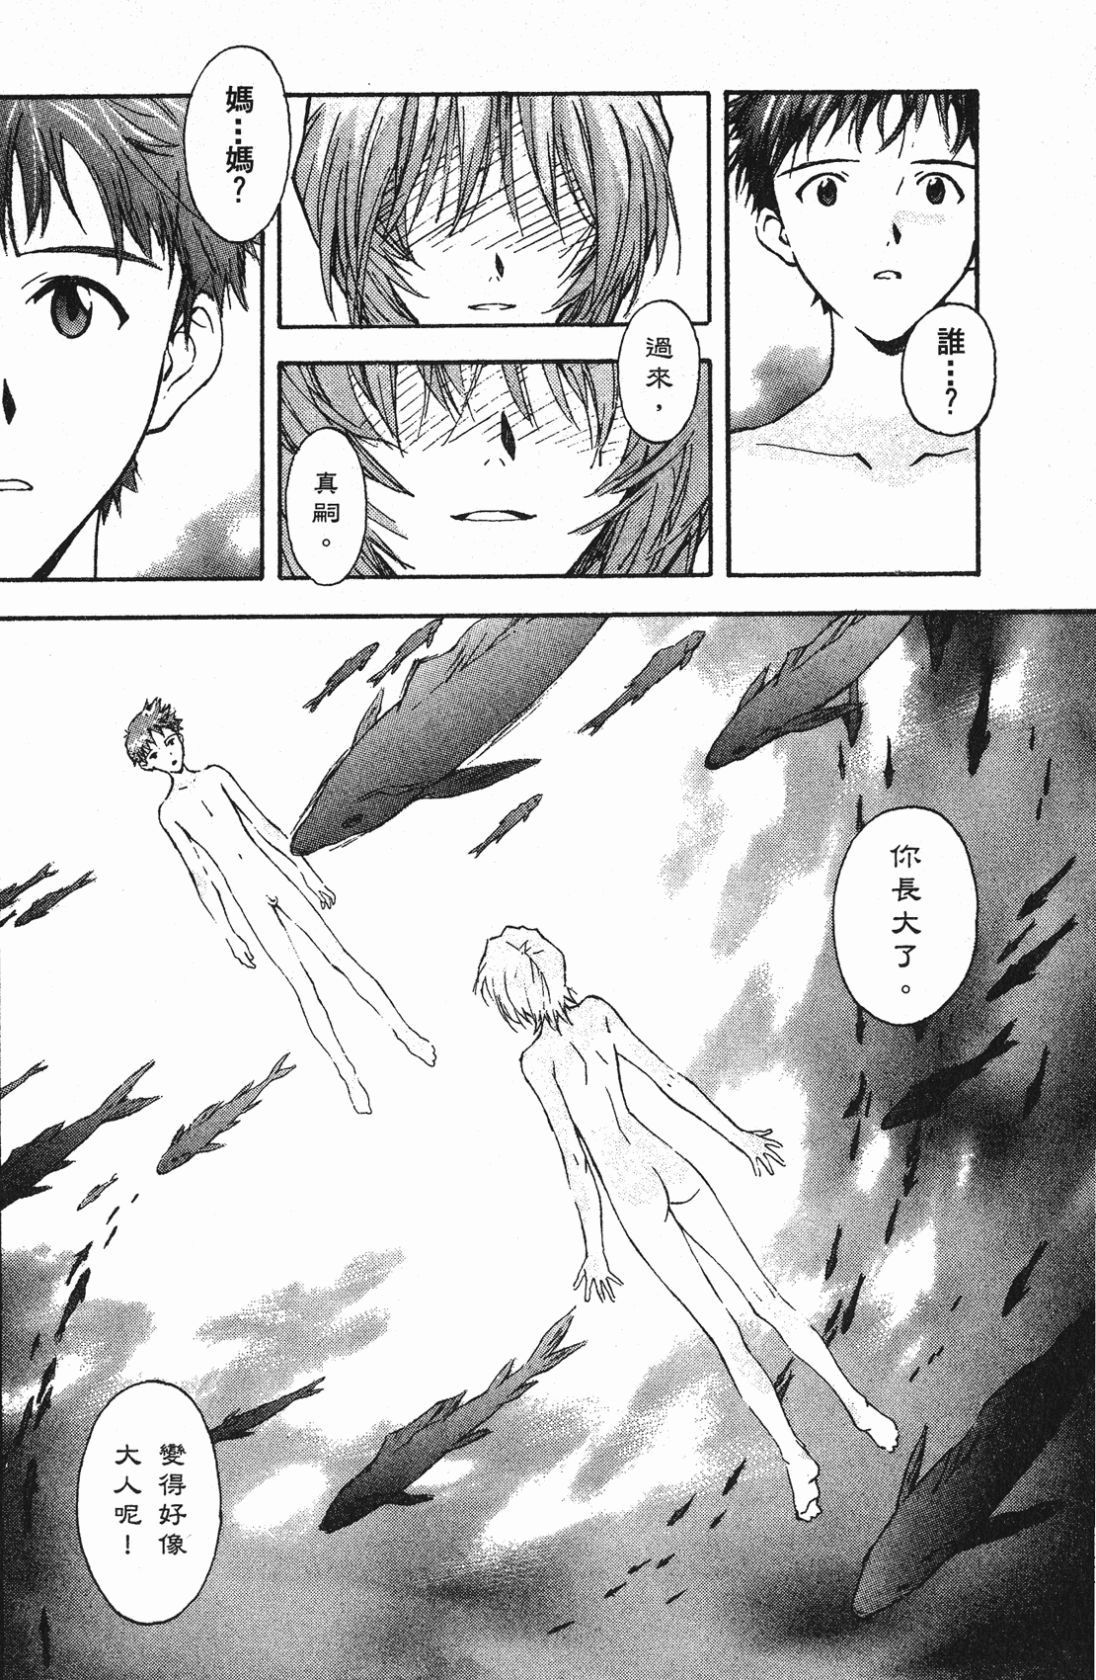 誰…?
過來，
真嗣。
媽…媽?
你長大了。
變得好像
大人呢！